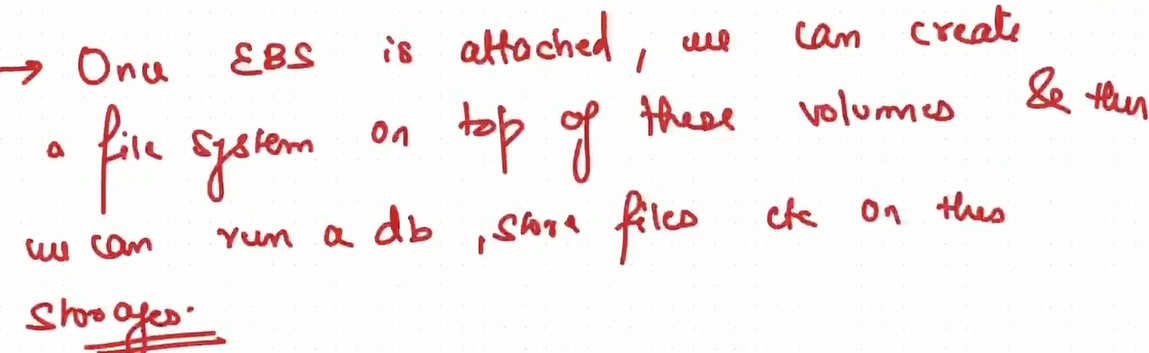 → Once EBS is attached, we can create
a file system on top of these volumes & then
we can run a db, store files etc on this
storages.